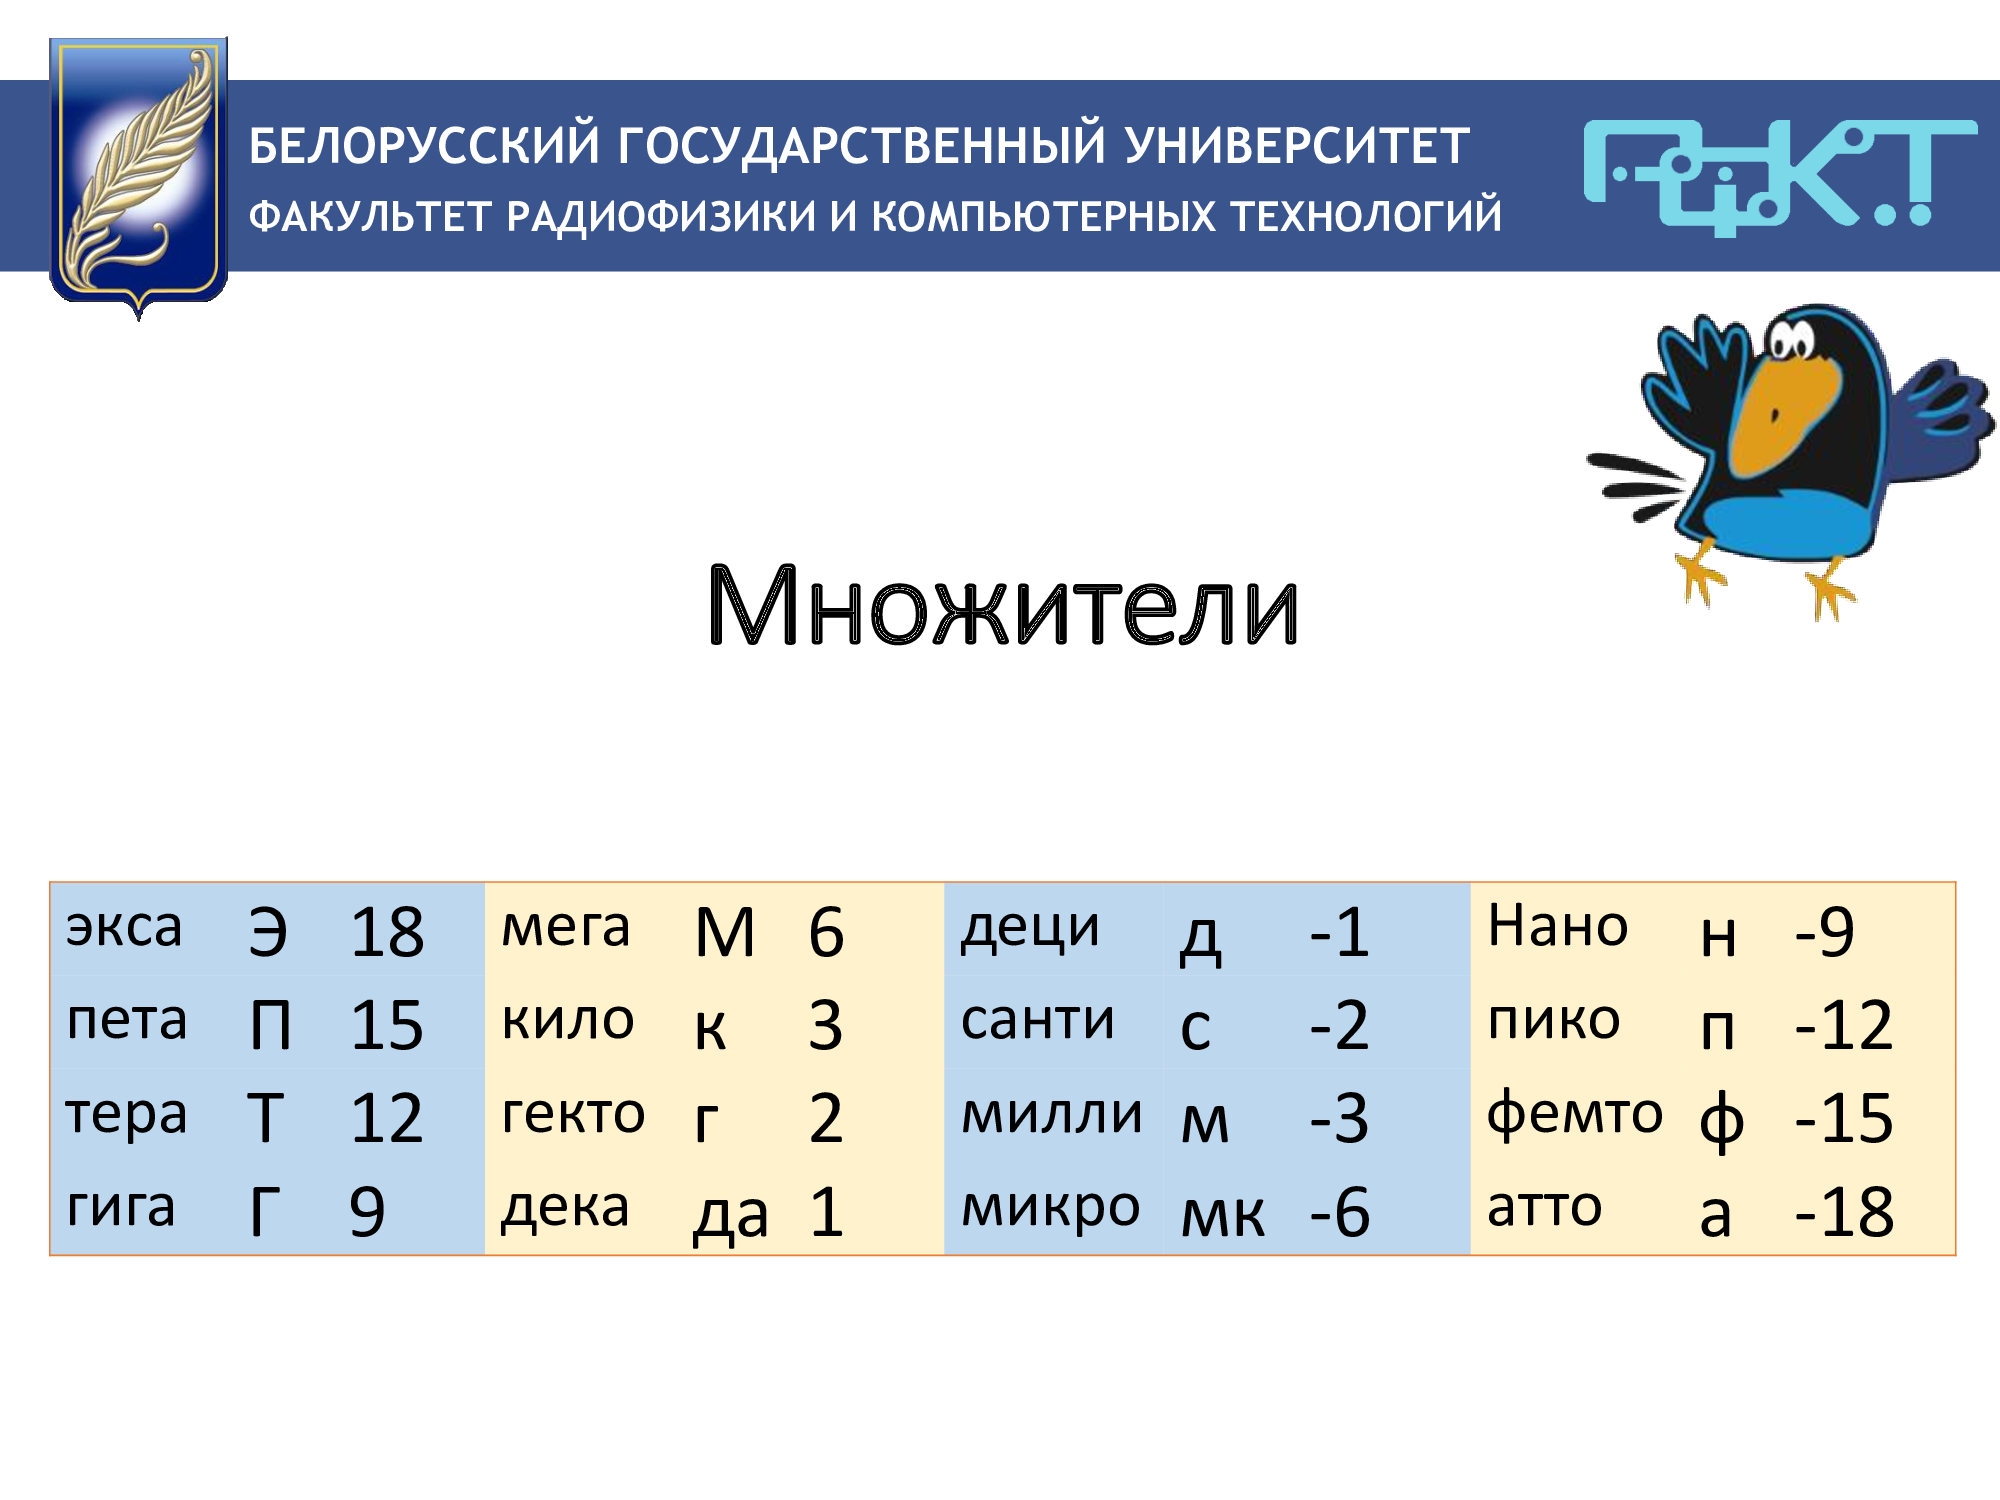 БЕЛОРУССКИЙ ГОСУДАРСТВЕННЫЙ УНИВЕРСИТЕТ
ФАКУЛЬТЕТ РАДИОФИЗИКИ И КОМПЬЮТЕРНЫХ ТЕХНОЛОГИЙ
РФиКТ
Множители
экса Э 18 мега М 6 деци д -1 Нано н -9
пета П 15 кило к 3 санти с -2 пико п -12
тера Т 12 гекто г 2 милли м -3 фемто ф -15
гига Г 9 дека да 1 микро мк -6 атто а -18